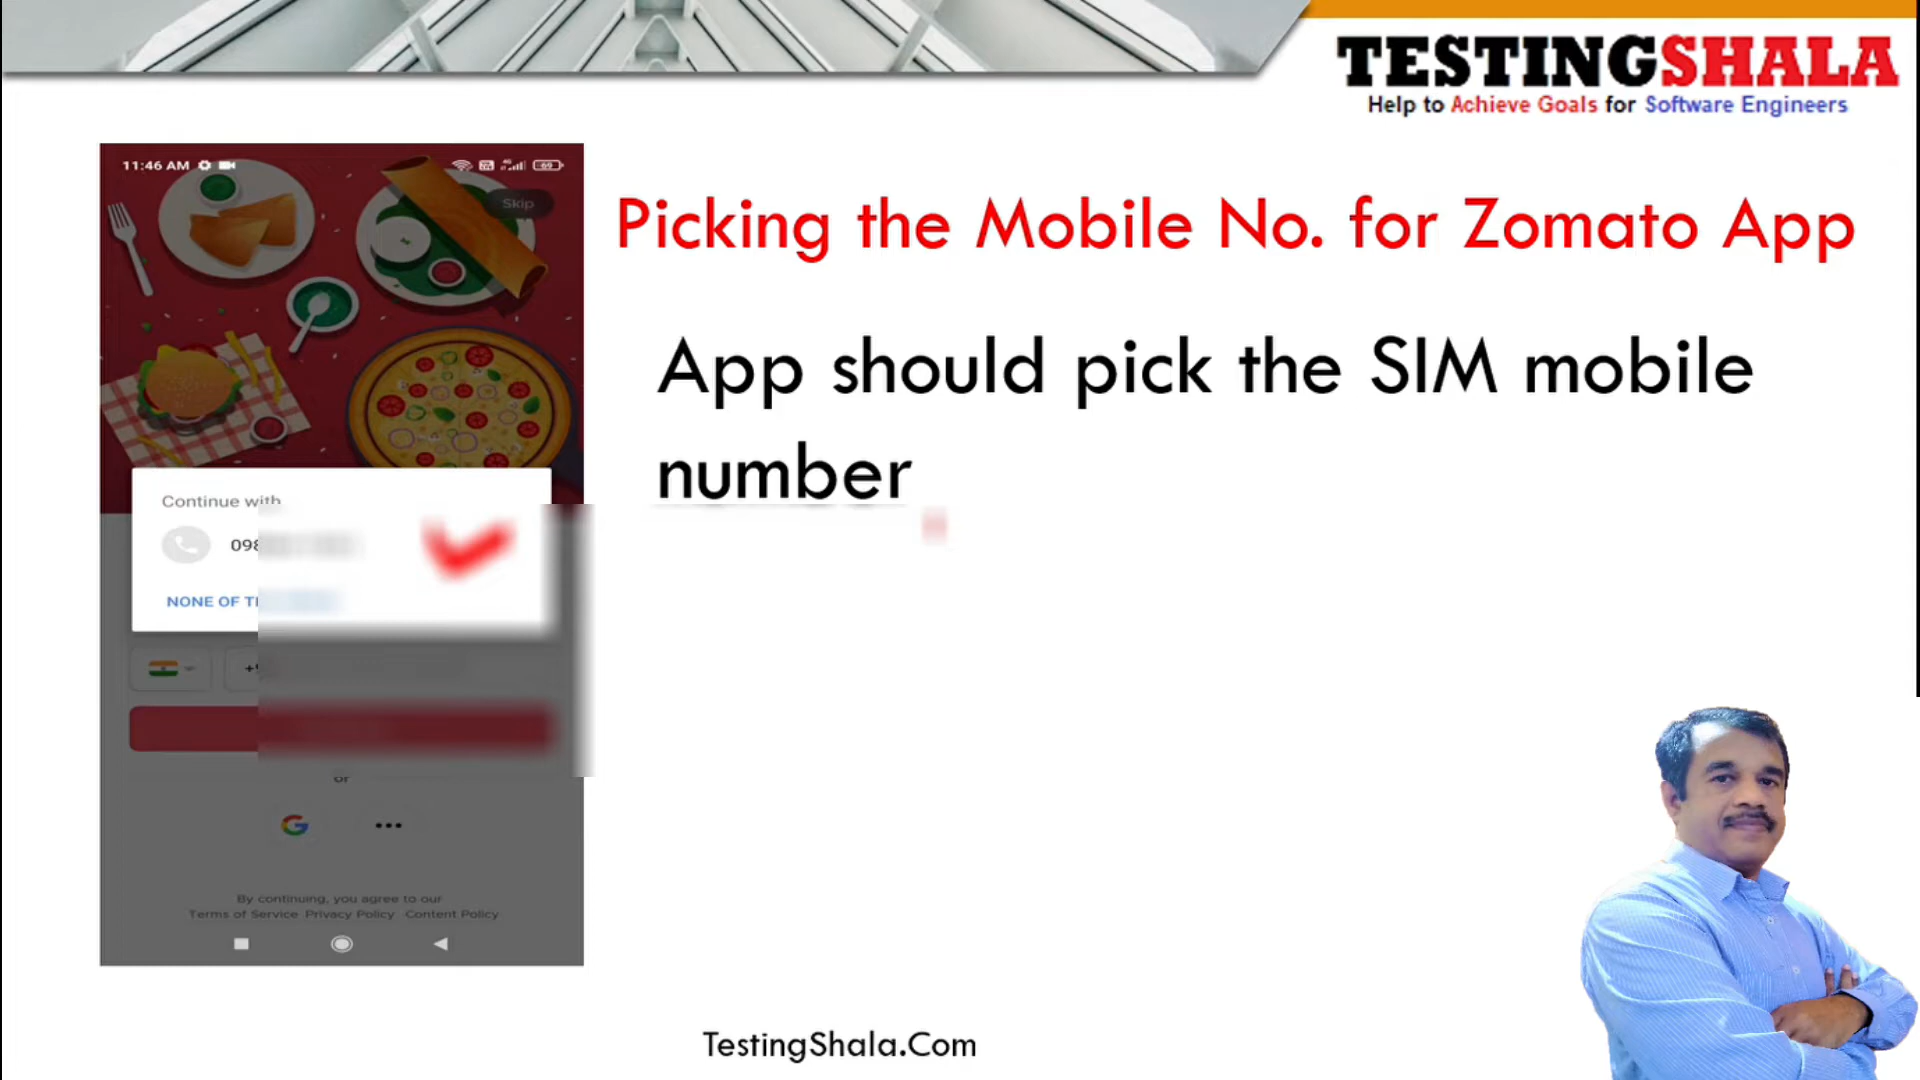 TESTINGSHALA
Help to Achieve Goals for Software Engineers
11:46 AM
69
Skip
Picking the Mobile No. for Zomato App
App should pick the SIM mobile
number
Continue with
098
NONE OF
or
G
By continuing, you agree to our
Terms of Service Privacy Policy Content Policy
TestingShala.Com